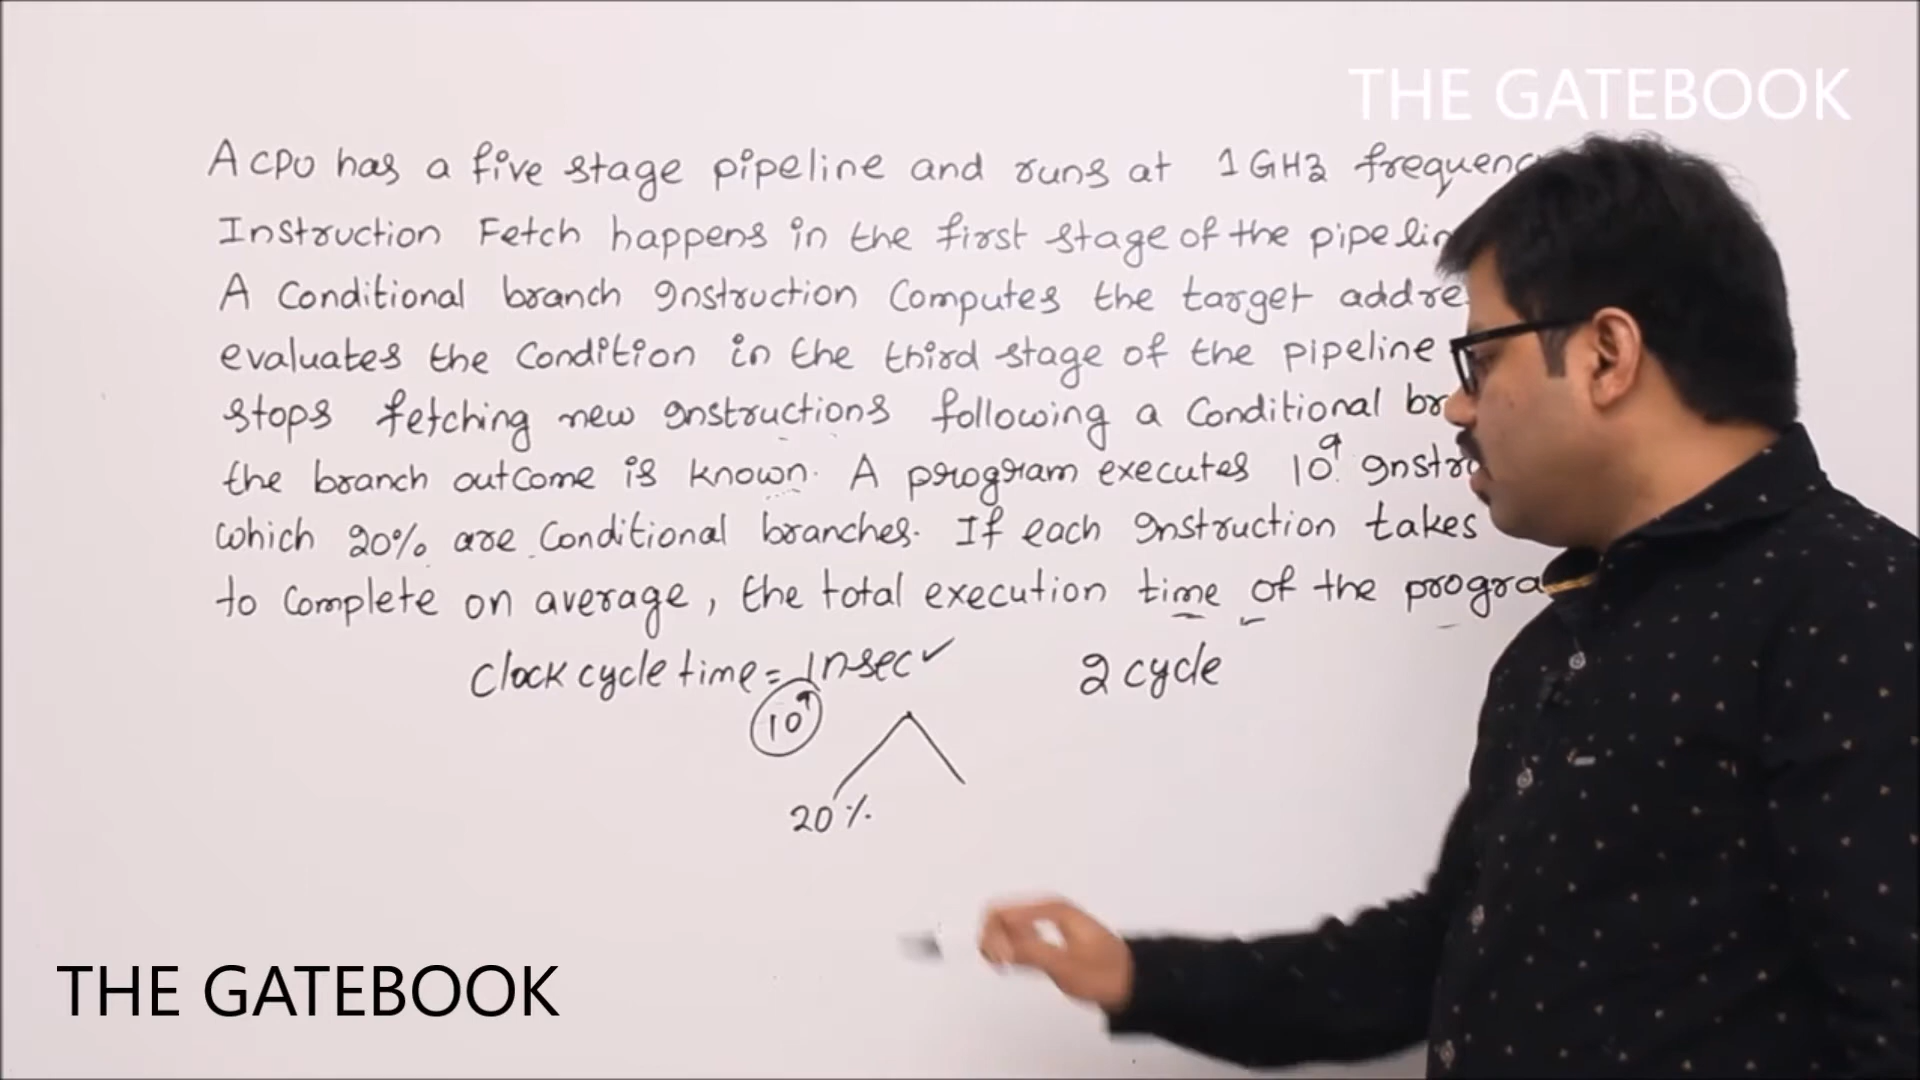 THE GATEBOOK
A CPU has a five stage pipeline and runs at 1 GHz
Instruction Fetch happens in the first stage of the
A Conditional branch Instruction Computes the target
evaluates the Condition in the third stage of the pipeline
stops fetching new Instructions following a Conditional
the branch outcome is known. A program executes 10⁹
which 20% are Conditional branches. If each Instruction takes
to Complete on average, the total execution time of the
Clock cycle time = 1nsec ✓ 2 cycle
10⁹
20%
THE GATEBOOK